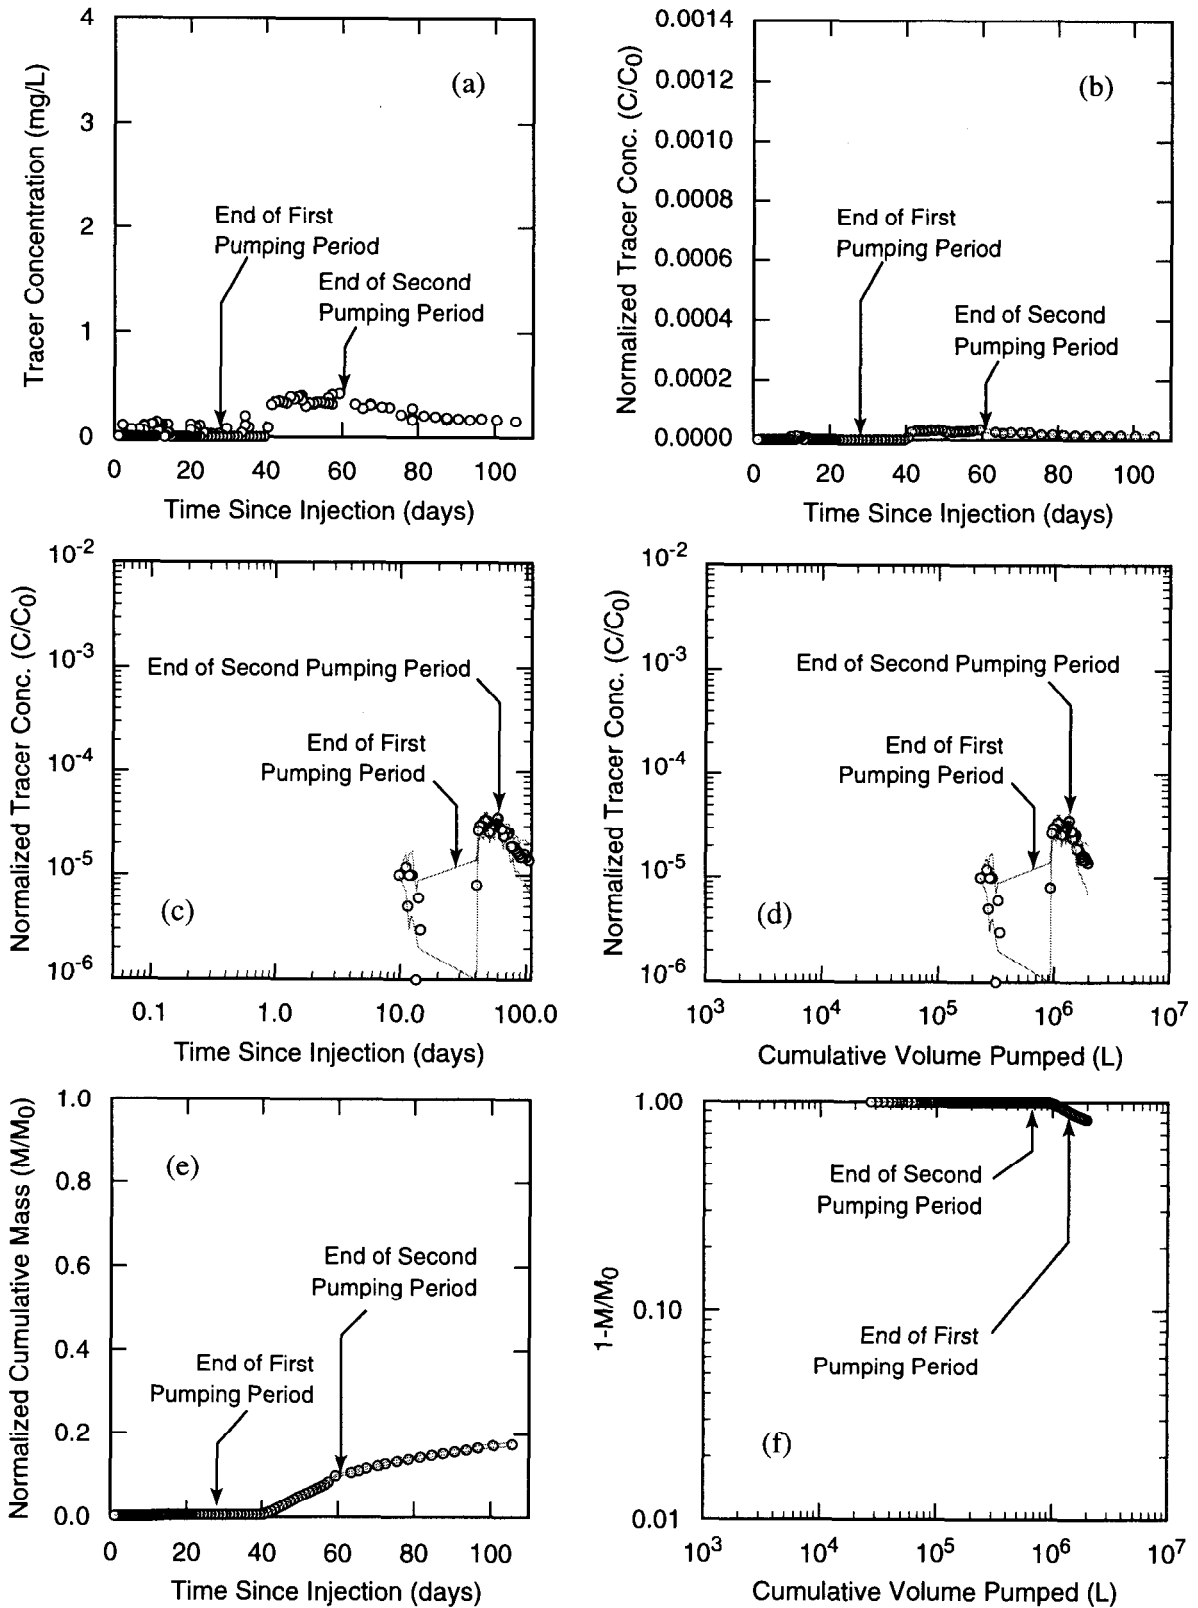 4
3
2
1
0
Tracer Concentration (mg/L)
(a)
End of First
Pumping Period
End of Second
Pumping Period
0 20 40 60 80 100
Time Since Injection (days)
0.0014
0.0012
0.0010
0.0008
0.0006
0.0004
0.0002
0.0000
Normalized Tracer Conc. (C/C0)
(b)
End of First
Pumping Period
End of Second
Pumping Period
0 20 40 60 80 100
Time Since Injection (days)
10-2
10-3
10-4
10-5
10-6
Normalized Tracer Conc. (C/C0)
End of Second Pumping Period
End of First
Pumping Period
(c)
0.1 1.0 10.0 100.0
Time Since Injection (days)
10-2
10-3
10-4
10-5
10-6
Normalized Tracer Conc. (C/C0)
End of Second Pumping Period
End of First
Pumping Period
(d)
103 104 105 106 107
Cumulative Volume Pumped (L)
1.0
0.8
0.6
0.4
0.2
0.0
Normalized Cumulative Mass (M/M0)
(e)
End of Second
Pumping Period
End of First
Pumping Period
0 20 40 60 80 100
Time Since Injection (days)
1.00
0.10
0.01
1-M/M0
End of Second
Pumping Period
End of First
Pumping Period
(f)
103 104 105 106 107
Cumulative Volume Pumped (L)